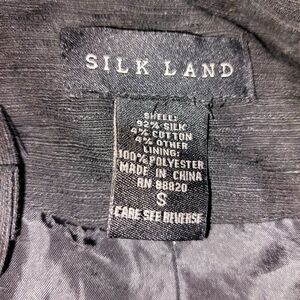 SILK LAND
SHELL:
92% SILK
4% COTTON
4% OTHER
LINING:
100% POLYESTER
MADE IN CHINA
RN 88820
S
CARE SEE REVERSE